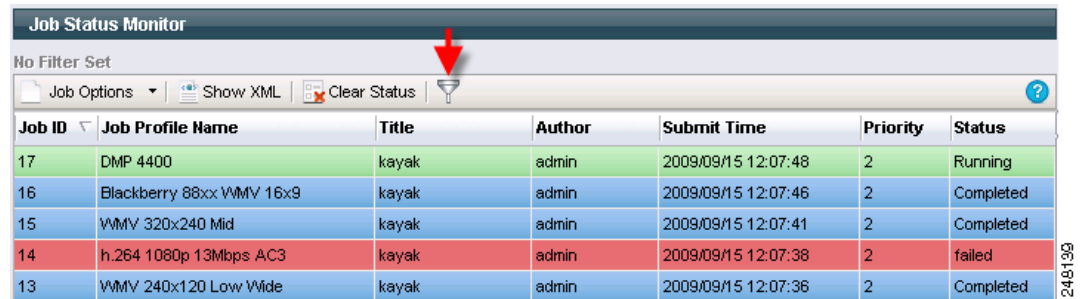 Job Status Monitor
No Filter Set
Job Options Show XML Clear Status ?
Job ID Job Profile Name Title Author Submit Time Priority Status
17 DMP 4400 kayak admin 2009/09/15 12:07:48 2 Running
16 Blackberry 88xx WMV 16x9 kayak admin 2009/09/15 12:07:46 2 Completed
15 WMV 320x240 Mid kayak admin 2009/09/15 12:07:41 2 Completed
14 h.264 1080p 13Mbps AC3 kayak admin 2009/09/15 12:07:38 2 failed
13 WMV 240x120 Low Wide kayak admin 2009/09/15 12:07:36 2 Completed
248139